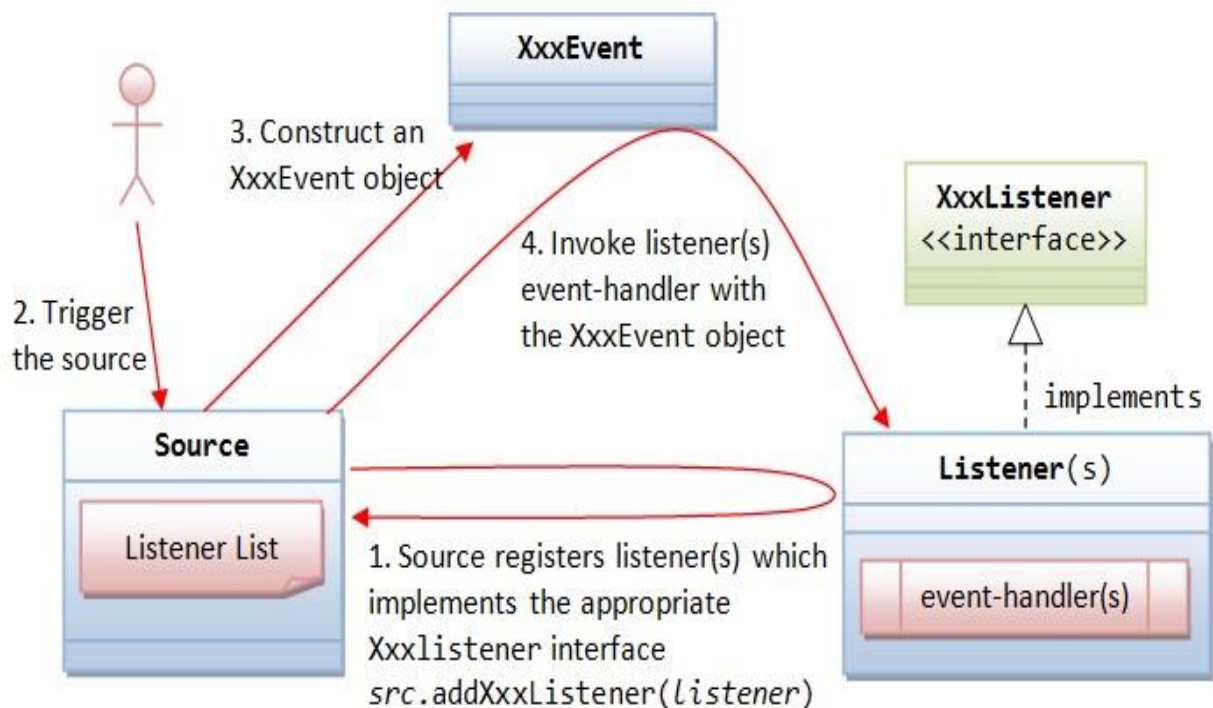 XxxEvent
3. Construct an
XxxEvent object
XxxListener
<<interface>>
4. Invoke listener(s)
event-handler with
the XxxEvent object
2. Trigger
the source
implements
Source
Listener(s)
Listener List
event-handler(s)
1. Source registers listener(s) which
implements the appropriate
Xxxlistener interface
src.addXxxListener(listener)